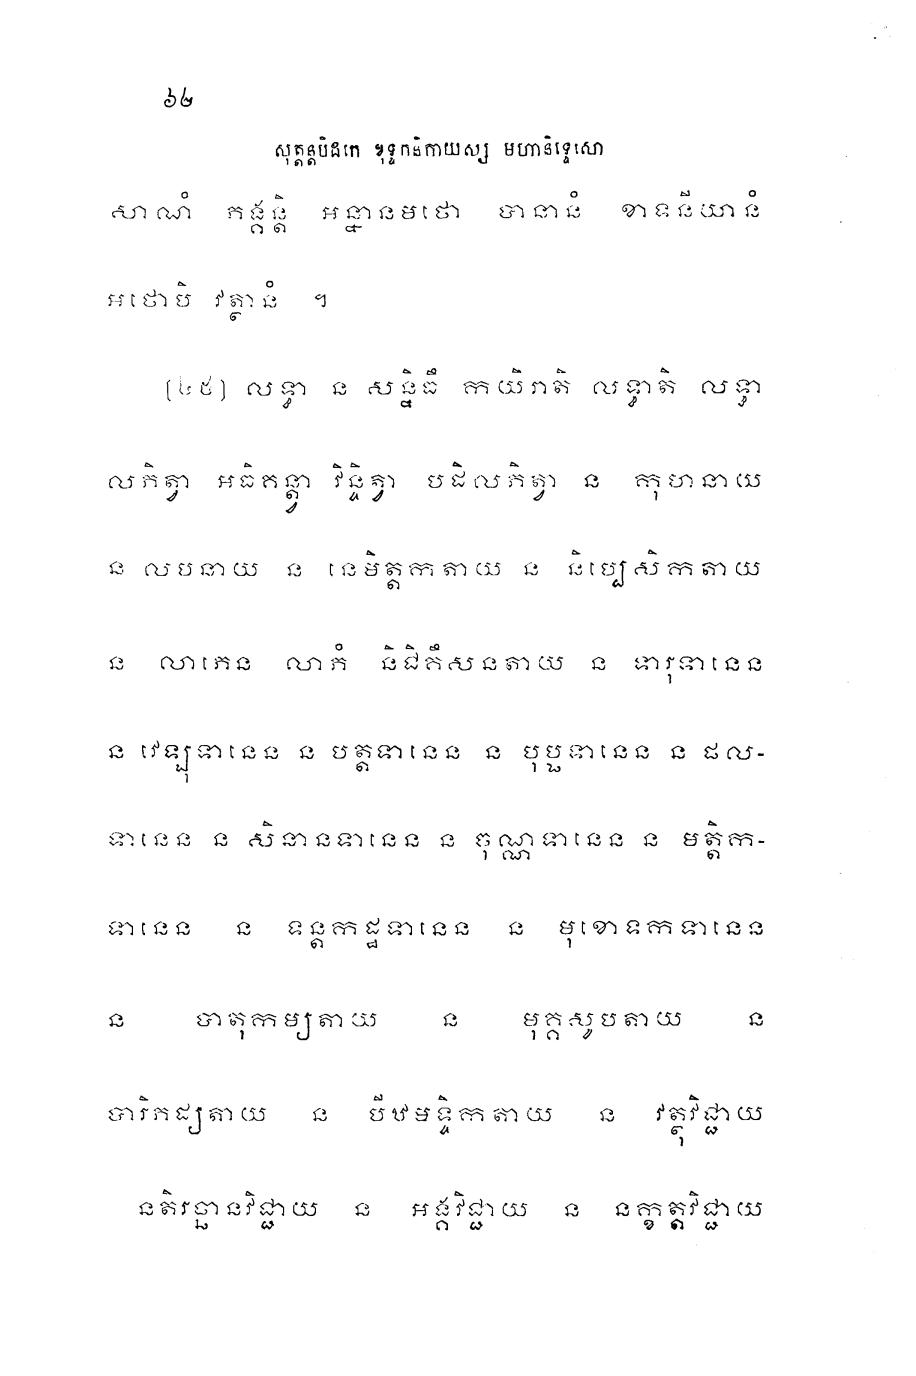 ៦៤
សុត្តន្តបិដកេ ខុទ្ទកនិកាយស្ស មហានិទ្ទេសោ
សាណំ កង្គន្តិ អន្នានមថោ បានានំ ខាទនីយានំ
អថោបិ វត្ថានំ ។
[៤៥] លទ្ធា ន សន្និធឹ កយិរាតិ លទ្ធាតិ លទ្ធា
លភិត្វា អធិគន្ត្វា វិន្ទិត្វា បដិលភិត្វា ន កុហនាយ
ន លបនាយ ន នេមិត្តកតាយ ន និប្បេសិកតាយ
ន លាភេន លាភំ និជិគឹសនតាយ ន ទារុទានេន
ន វេឡុទានេន ន បត្តទានេន ន បុប្ផទានេន ន ផល-
ទានេន ន សិនានទានេន ន ចុណ្ណទានេន ន មត្តិក-
ទានេន ន ទន្តកដ្ឋទានេន ន មុខោទកទានេន
ន បាតុកម្យតាយ ន មុគ្គសូបតាយ ន
បារិភដ្យតាយ ន បីឋមទ្ទិកតាយ ន វត្ថុវិជ្ជាយ
នតិរច្ឆានវិជ្ជាយ ន អង្គវិជ្ជាយ ន នក្ខត្តវិជ្ជាយ